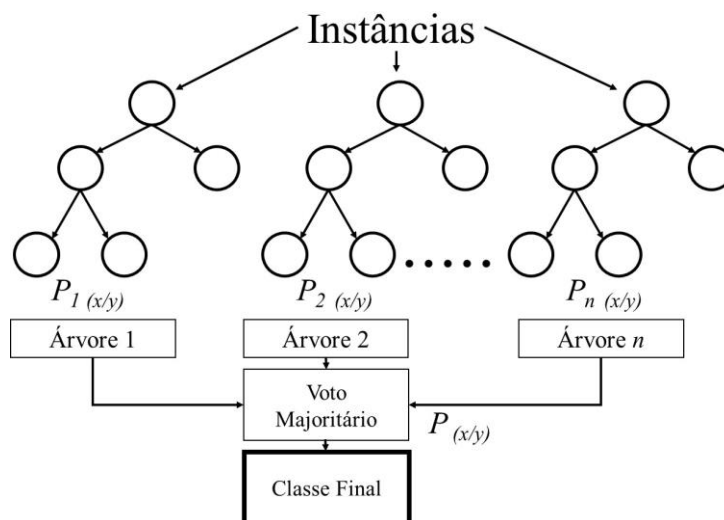 Instâncias
P1 (x/y)
P2 (x/y)
Pn (x/y)
Árvore 1
Árvore 2
Árvore n
Voto
Majoritário
P (x/y)
Classe Final